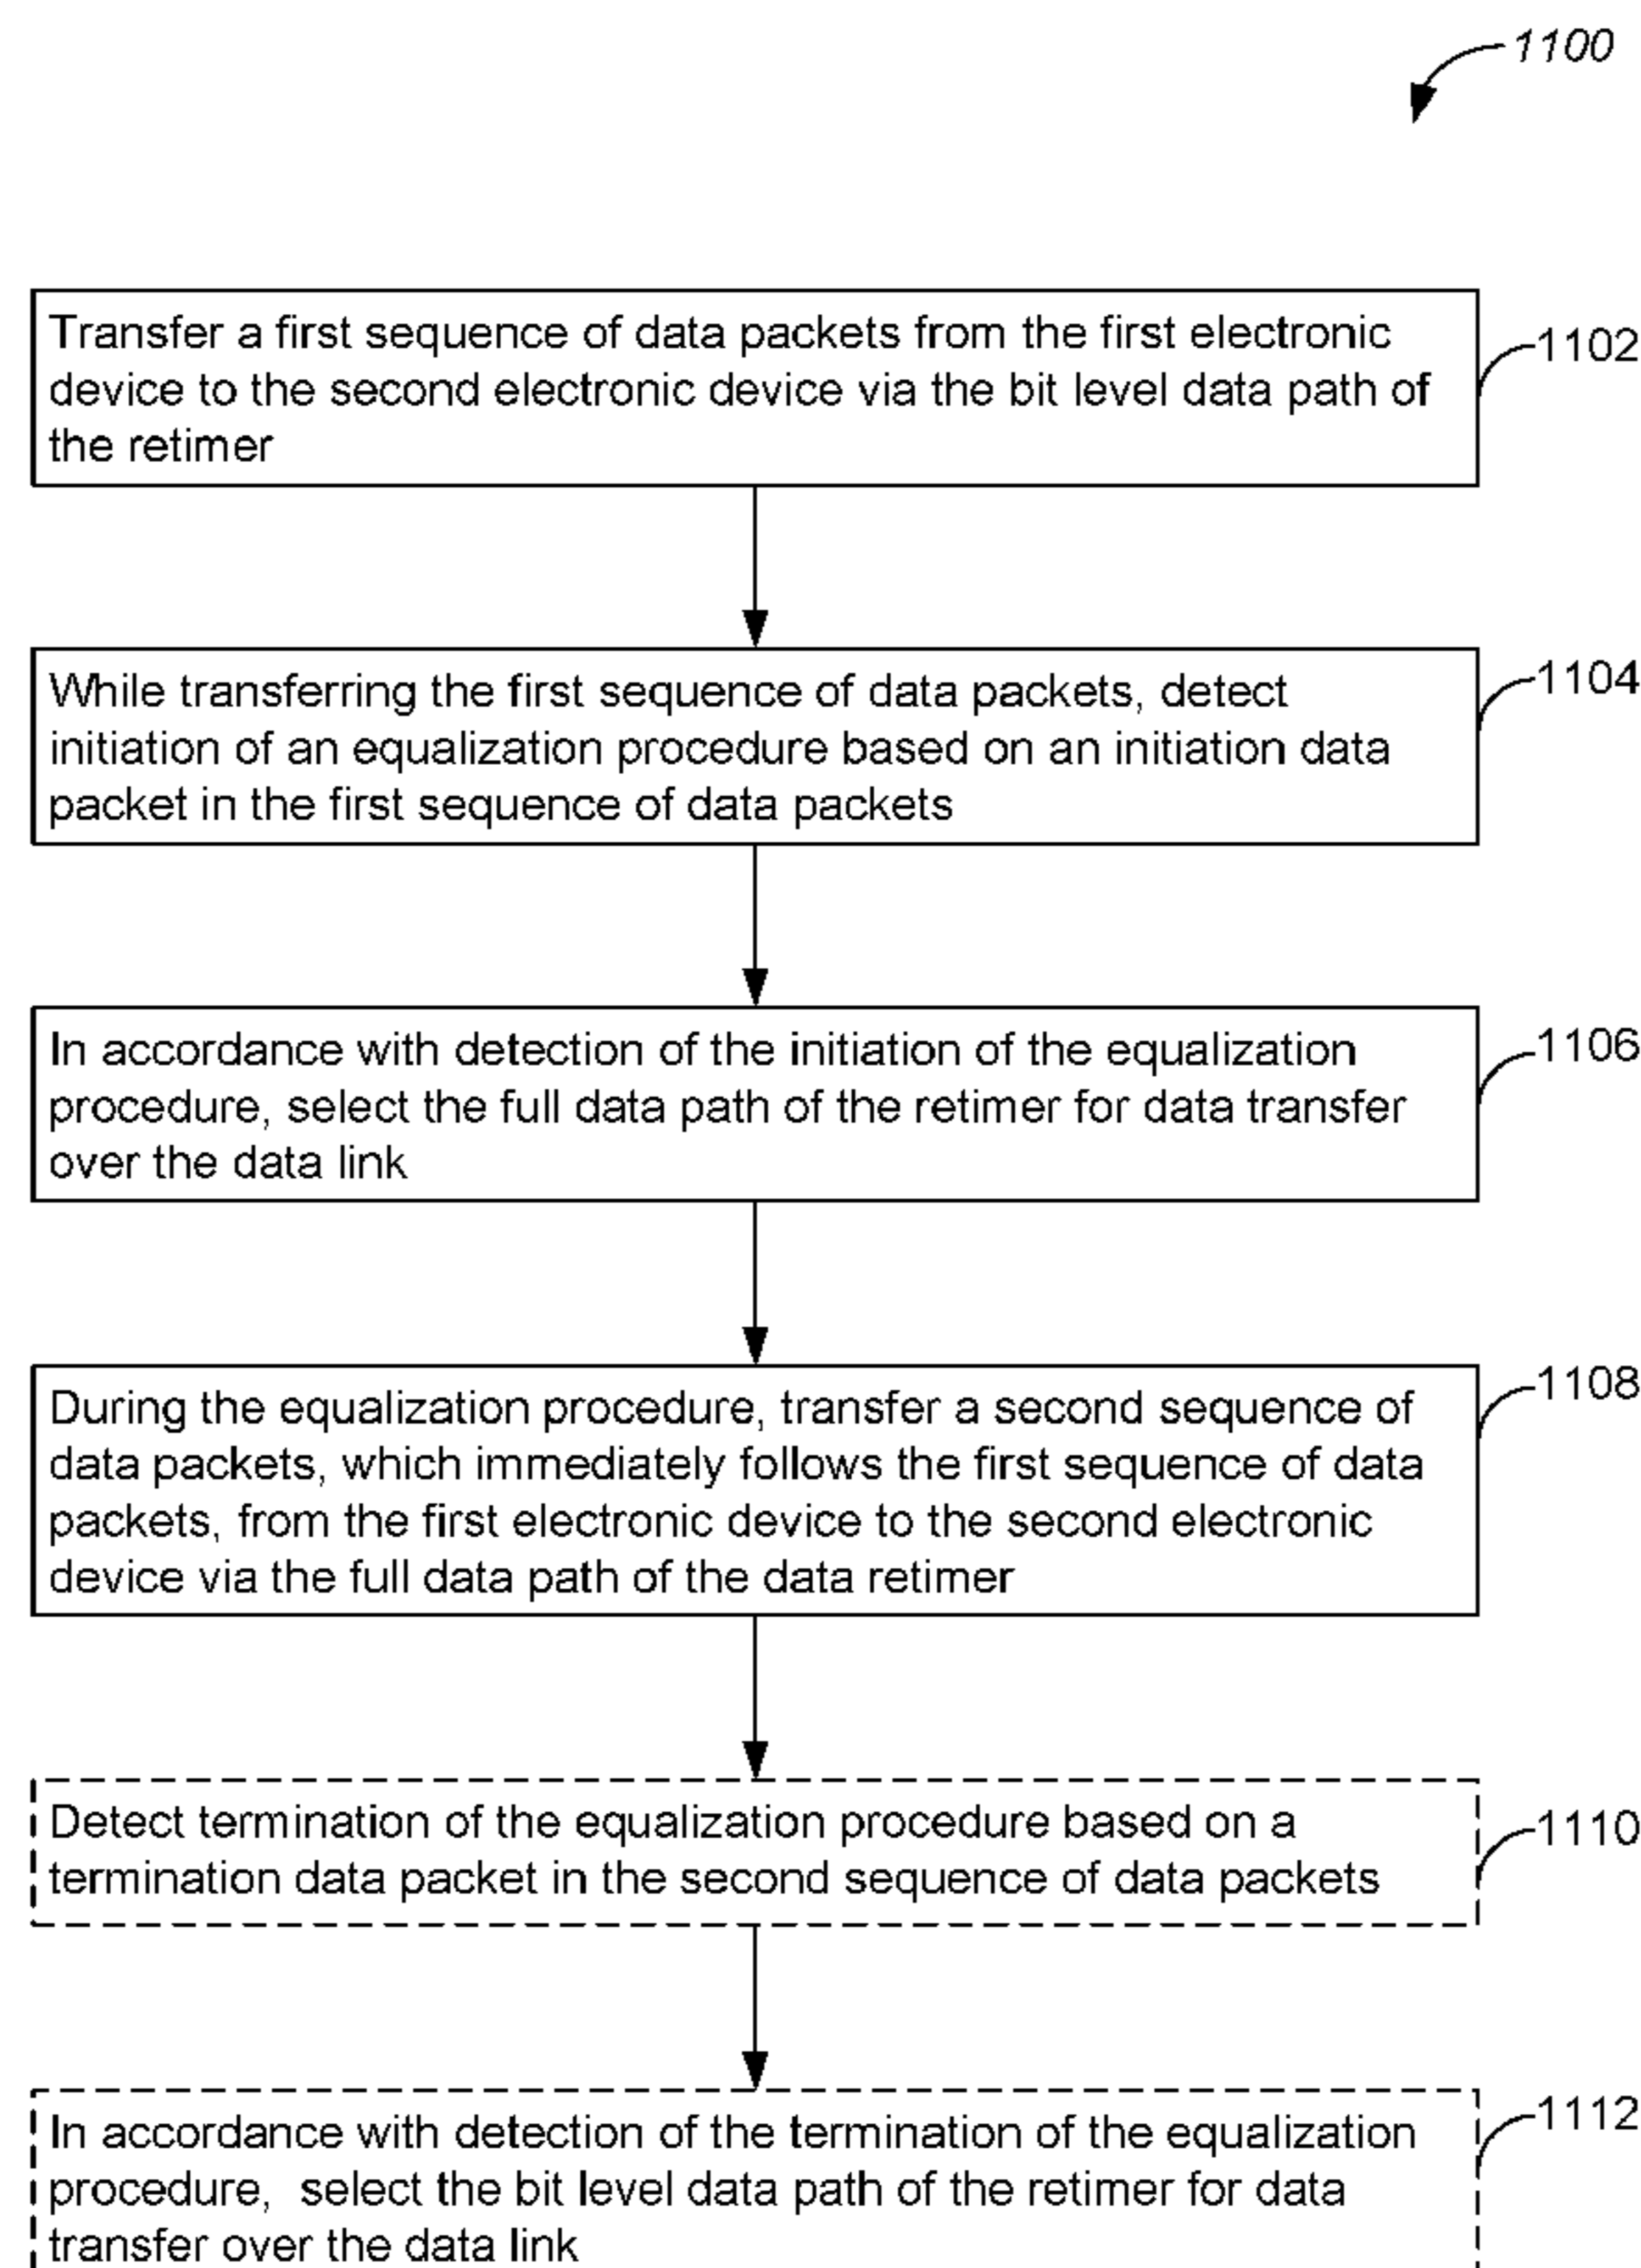 1100
Transfer a first sequence of data packets from the first electronic
device to the second electronic device via the bit level data path of
the retimer
1102
While transferring the first sequence of data packets, detect
initiation of an equalization procedure based on an initiation data
packet in the first sequence of data packets
1104
In accordance with detection of the initiation of the equalization
procedure, select the full data path of the retimer for data transfer
over the data link
1106
During the equalization procedure, transfer a second sequence of
data packets, which immediately follows the first sequence of data
packets, from the first electronic device to the second electronic
device via the full data path of the data retimer
1108
Detect termination of the equalization procedure based on a
termination data packet in the second sequence of data packets
1110
In accordance with detection of the termination of the equalization
procedure,  select the bit level data path of the retimer for data
transfer over the data link
1112